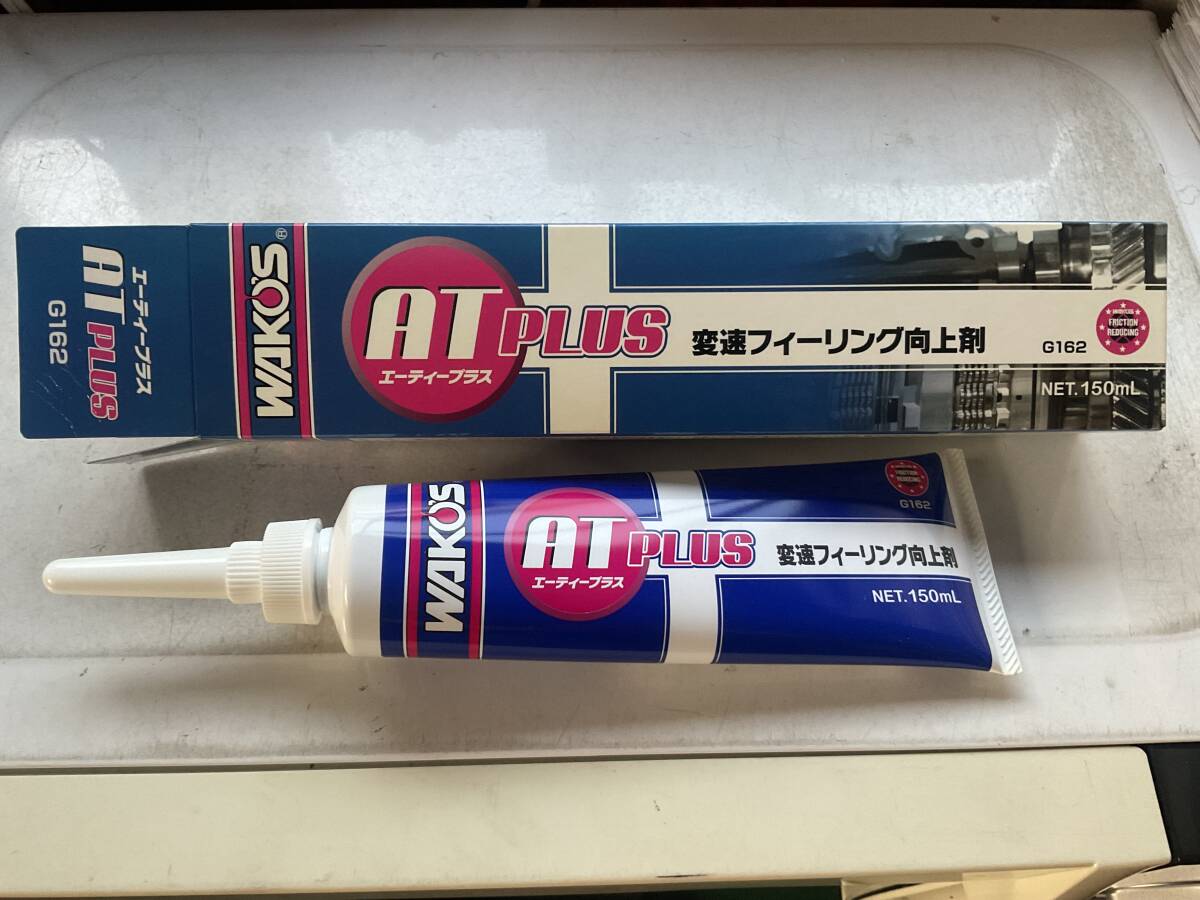 エーティープラス
AT PLUS
G162
WAKO'S®
AT PLUS
エーティープラス
変速フィーリング向上剤
G162
FRICTION
REDUCING
NET.150mL
WAKO'S
AT PLUS
エーティープラス
変速フィーリング向上剤
FRICTION
REDUCING
G162
NET.150mL